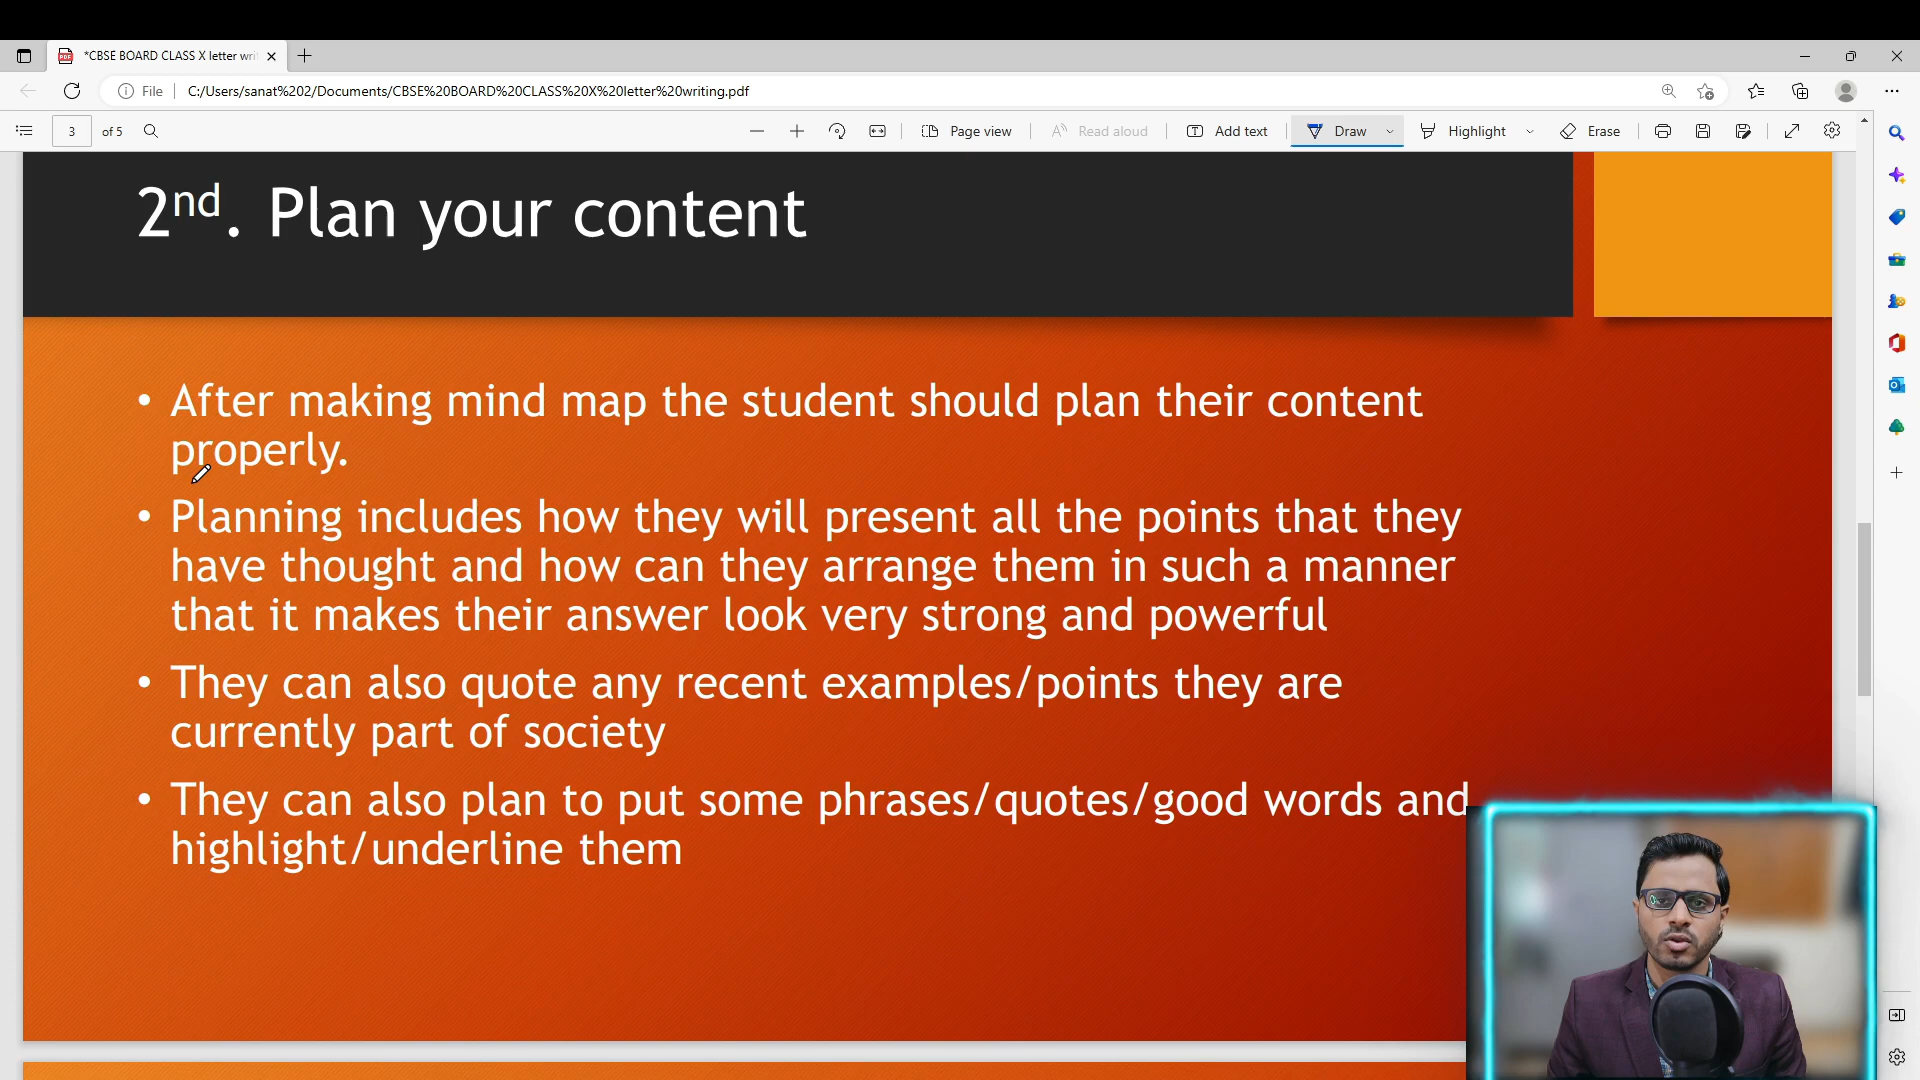 *CBSE BOARD CLASS X letter wri
File C:/Users/sanat%202/Documents/CBSE%20BOARD%20CLASS%20X%20letter%20writing.pdf
3 of 5 Page view Read aloud Add text Draw Highlight Erase
2nd. Plan your content
• After making mind map the student should plan their content
properly.
• Planning includes how they will present all the points that they
have thought and how can they arrange them in such a manner
that it makes their answer look very strong and powerful
• They can also quote any recent examples/points they are
currently part of society
• They can also plan to put some phrases/quotes/good words and
highlight/underline them